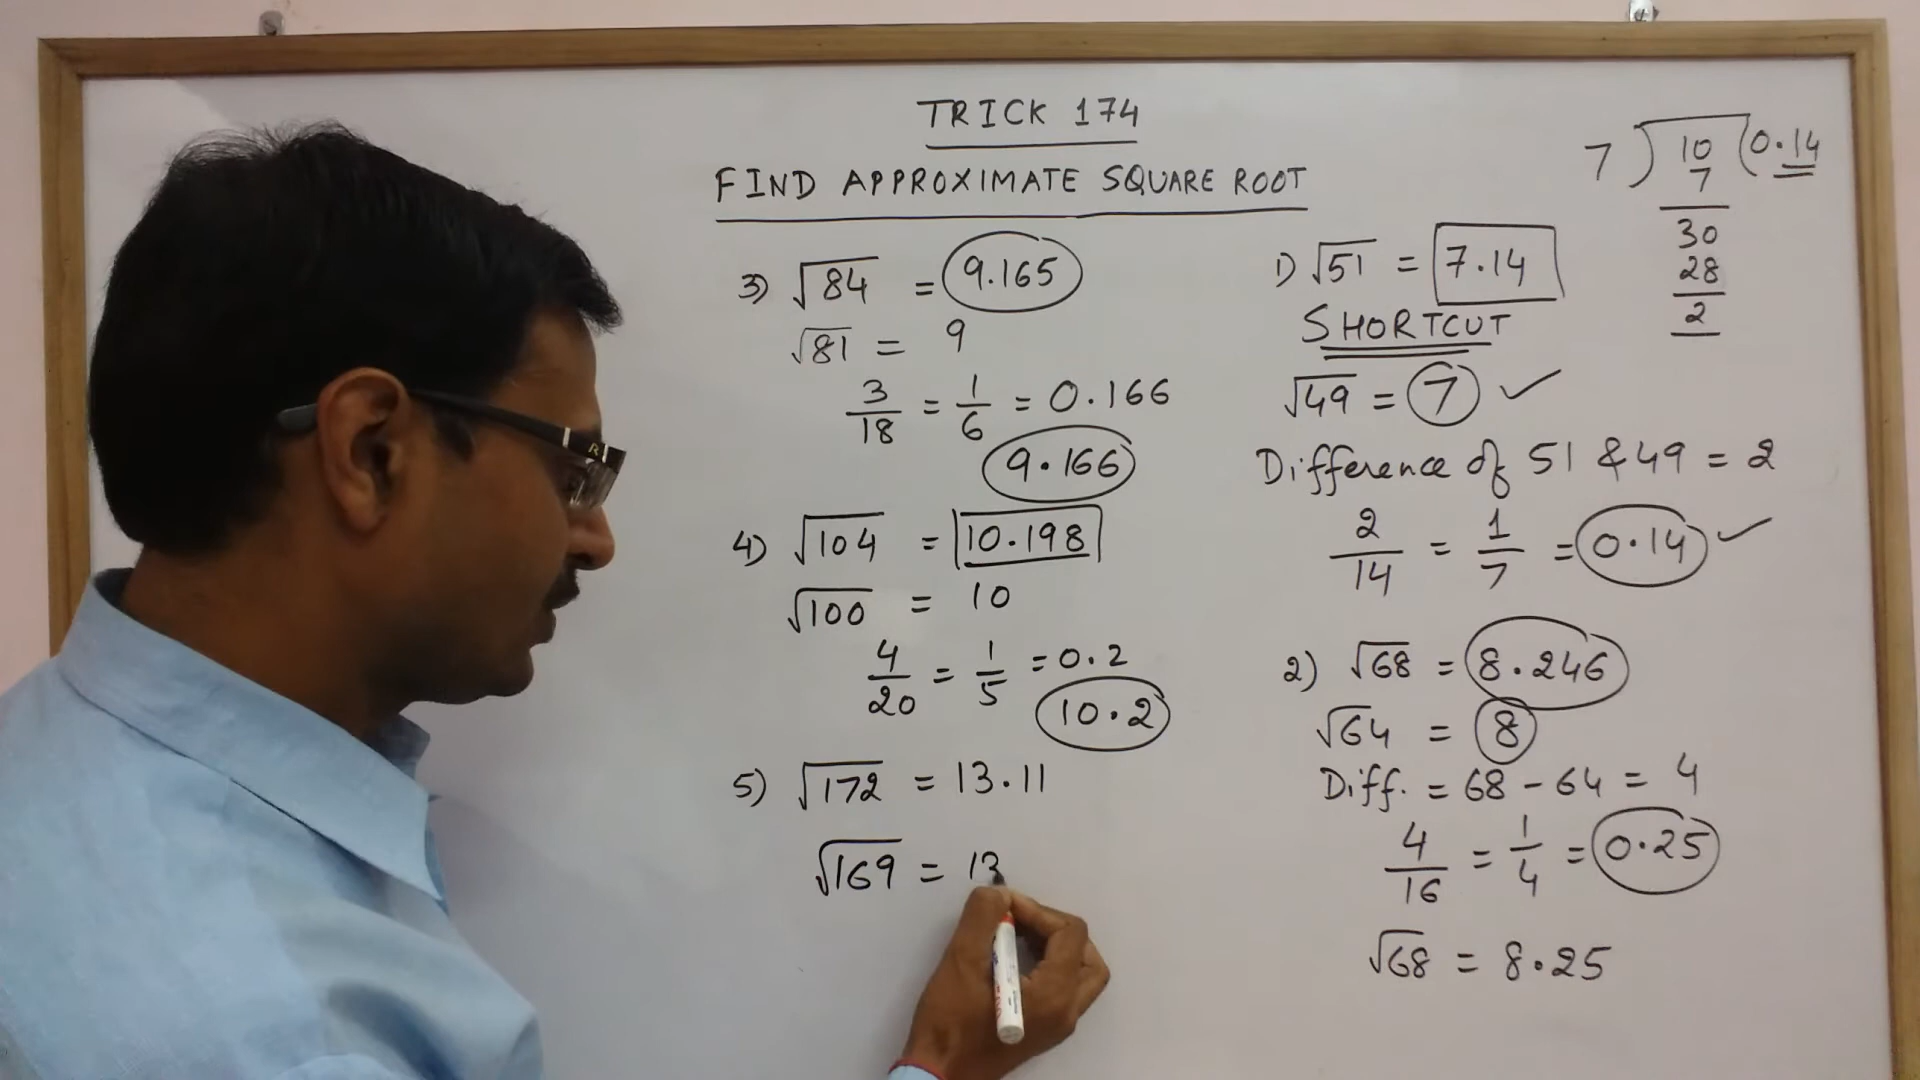 TRICK 174
FIND APPROXIMATE SQUARE ROOT
1) √51 = 7.14
SHORTCUT
√49 = 7 ✓
Difference of 51 & 49 = 2
2/14 = 1/7 = 0.14 ✓
7) 10 (0.14
7
30
28
2
2) √68 = 8.246
√64 = 8
Diff. = 68 - 64 = 4
4/16 = 1/4 = 0.25
√68 = 8.25
3) √84 = 9.165
√81 = 9
3/18 = 1/6 = 0.166
9.166
4) √104 = 10.198
√100 = 10
4/20 = 1/5 = 0.2
10.2
5) √172 = 13.11
√169 = 13